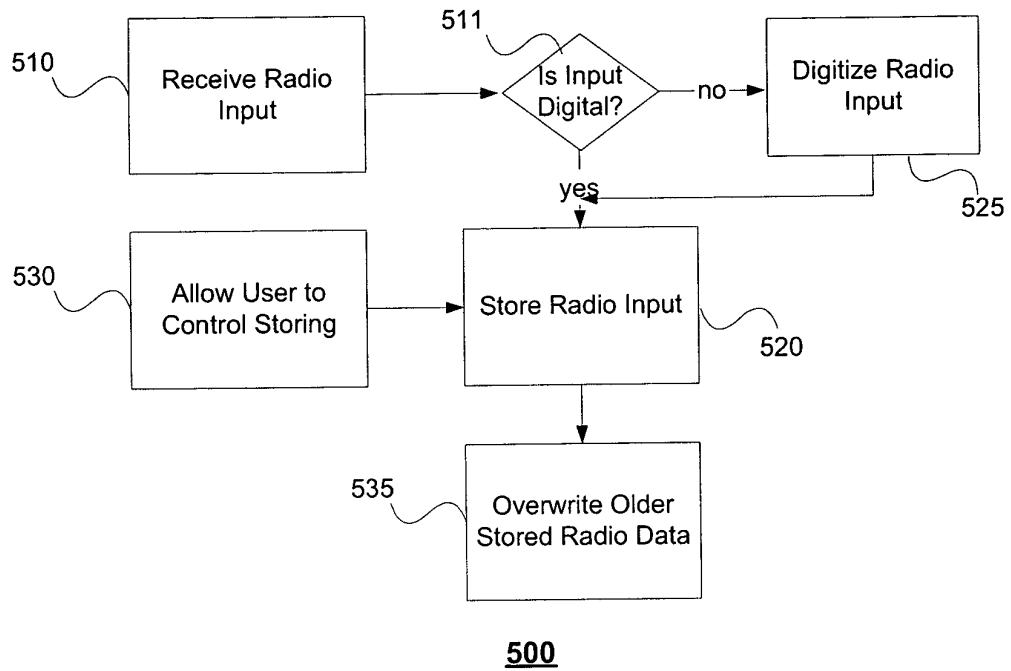 511
510
Receive Radio
Input
Is Input
Digital?
no
Digitize Radio
Input
525
yes
530
Allow User to
Control Storing
Store Radio Input
520
535
Overwrite Older
Stored Radio Data
500